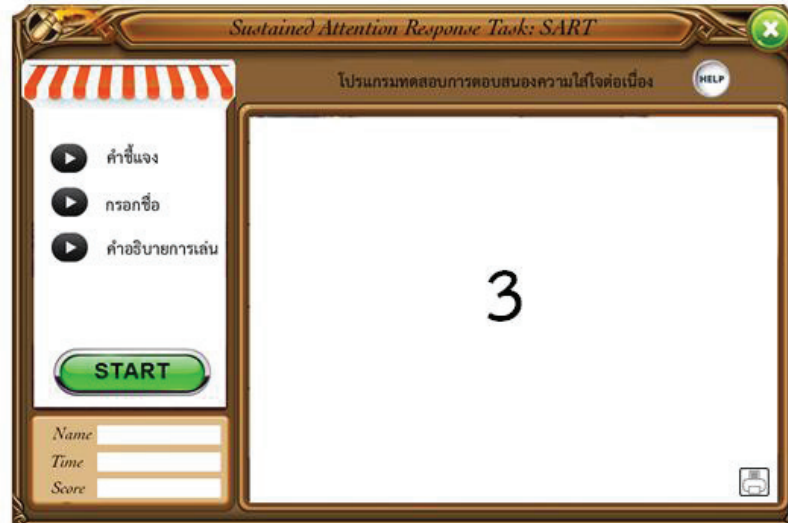 Sustained Attention Response Task: SART
โปรแกรมทดสอบการตอบสนองความใส่ใจต่อเนื่อง
HELP
คำชี้แจง
กรอกชื่อ
คำอธิบายการเล่น
3
START
Name
Time
Score